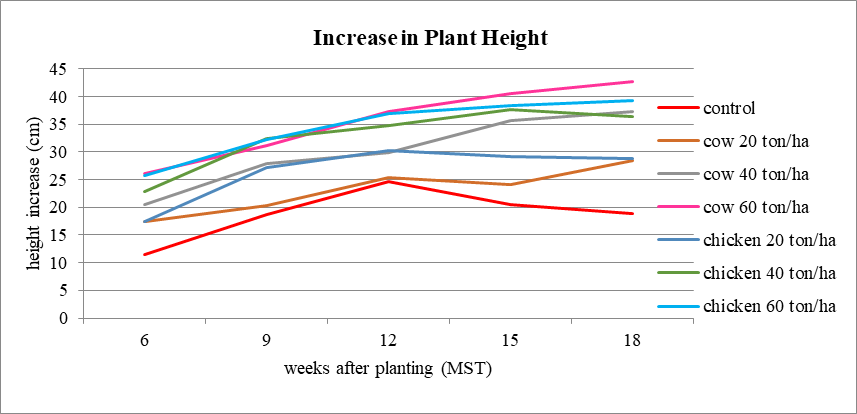 Increase in Plant Height
height increase (cm)
45
40
35
30
25
20
15
10
5
0
6 9 12 15 18
weeks after planting (MST)
control
cow 20 ton/ha
cow 40 ton/ha
cow 60 ton/ha
chicken 20 ton/ha
chicken 40 ton/ha
chicken 60 ton/ha